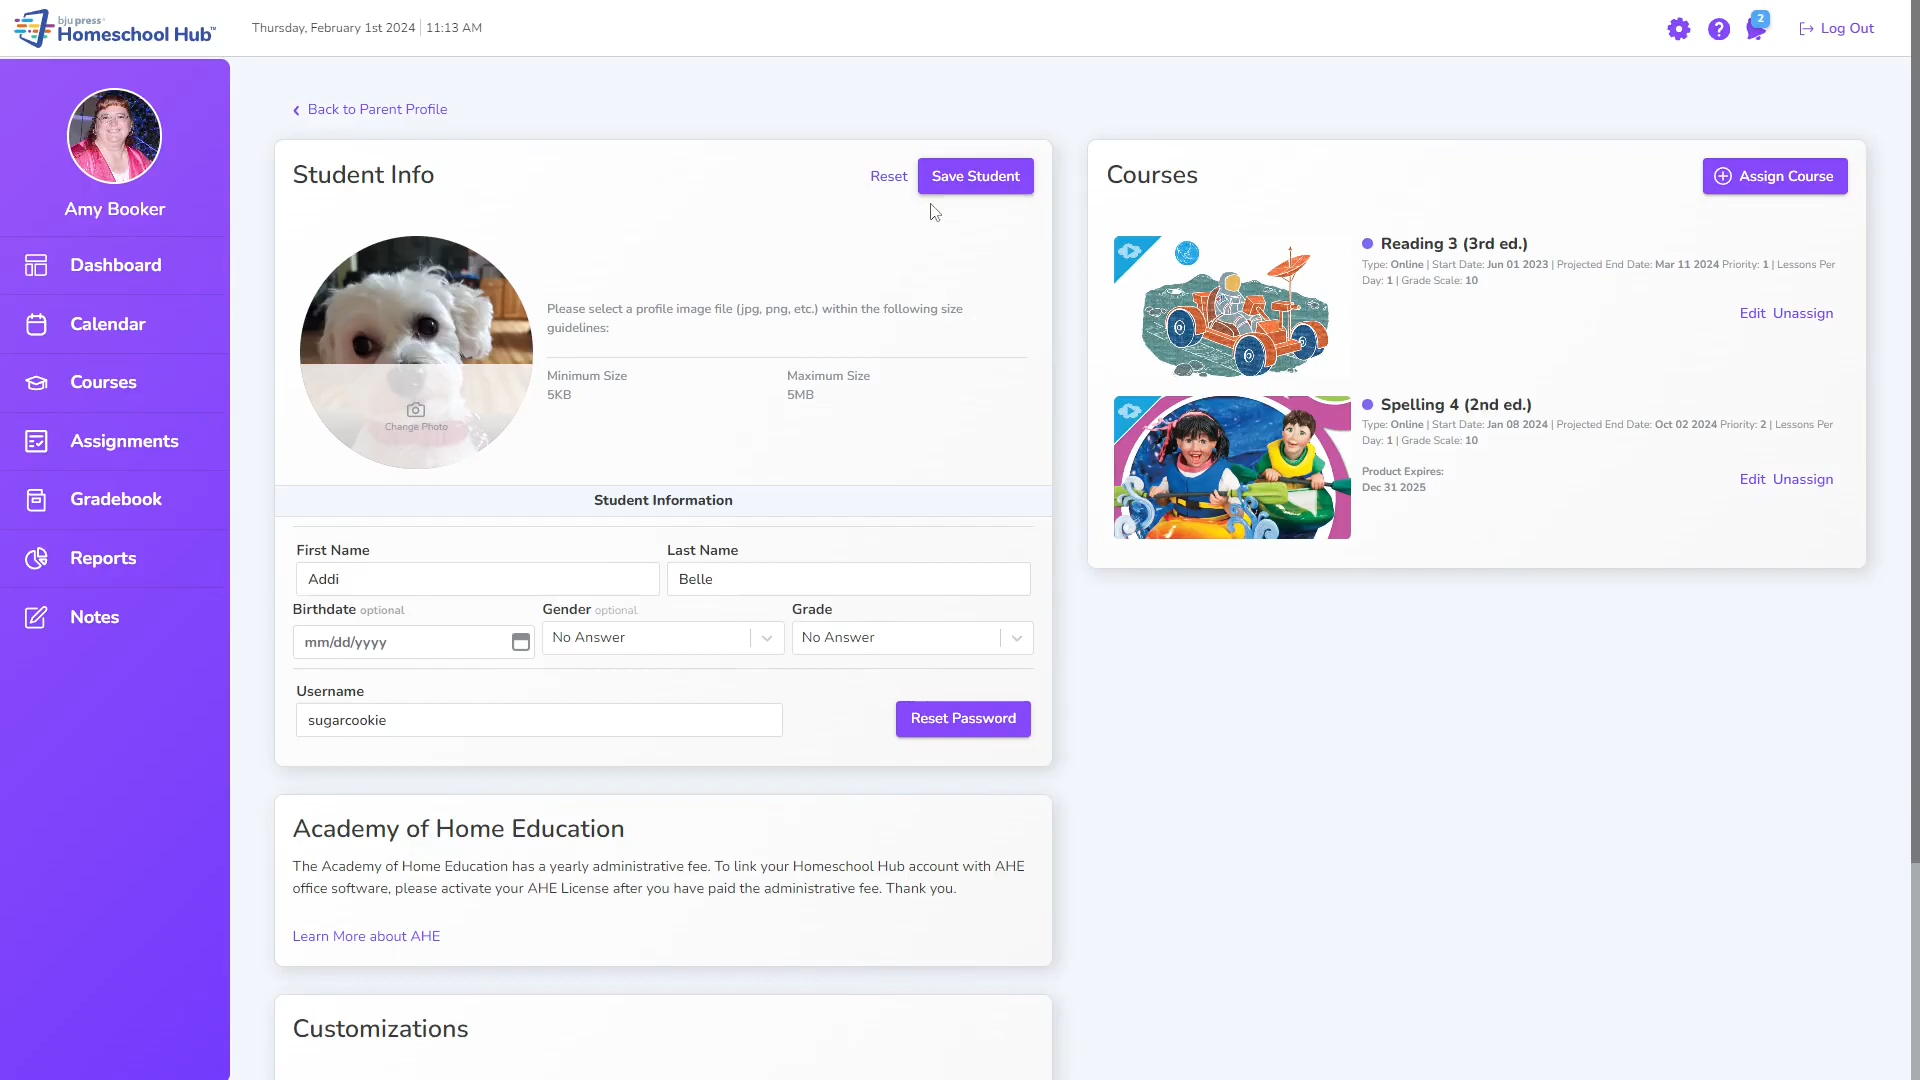 bju press
Homeschool Hub™
Thursday, February 1st 2024 | 11:13 AM
2
Log Out
Amy Booker
Dashboard
Calendar
Courses
Assignments
Gradebook
Reports
Notes
Back to Parent Profile
Student Info
Reset
Save Student
Change Photo
Please select a profile image file (jpg, png, etc.) within the following size
guidelines:
Minimum Size
5KB
Maximum Size
5MB
Student Information
First Name
Addi
Last Name
Belle
Birthdate optional
mm/dd/yyyy
Gender optional
No Answer
Grade
No Answer
Username
sugarcookie
Reset Password
Academy of Home Education
The Academy of Home Education has a yearly administrative fee. To link your Homeschool Hub account with AHE
office software, please activate your AHE License after you have paid the administrative fee. Thank you.
Learn More about AHE
Customizations
Courses
Assign Course
Reading 3 (3rd ed.)
Type: Online | Start Date: Jun 01 2023 | Projected End Date: Mar 11 2024 Priority: 1 | Lessons Per
Day: 1 | Grade Scale: 10
Edit Unassign
Spelling 4 (2nd ed.)
Type: Online | Start Date: Jan 08 2024 | Projected End Date: Oct 02 2024 Priority: 2 | Lessons Per
Day: 1 | Grade Scale: 10
Product Expires:
Dec 31 2025
Edit Unassign